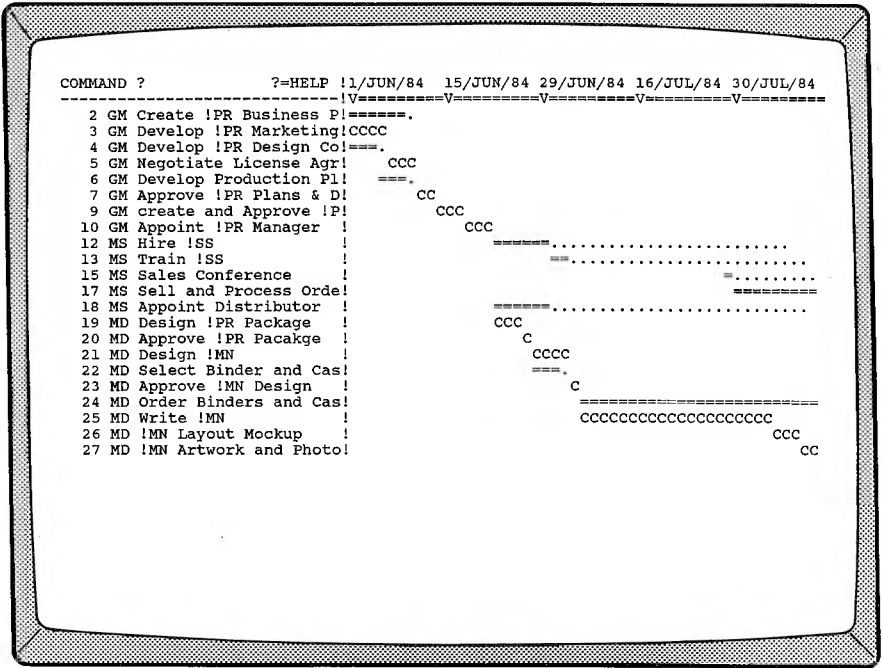 COMMAND ?                ?=HELP !1/JUN/84   15/JUN/84 29/JUN/84 16/JUL/84 30/JUL/84
------------------------------!V=========V=========V=========V=========V=========
2 GM Create !PR Business P!======.
3 GM Develop !PR Marketing!CCCC
4 GM Develop !PR Design Co!===.
5 GM Negotiate License Agr!    CCC
6 GM Develop Production Pl!   ===.
7 GM Approve !PR Plans & D!       CC
9 GM create and Approve !P!         CCC
10 GM Appoint !PR Manager  !            CCC
12 MS Hire !SS             !               ======.........................
13 MS Train !SS            !                     ==.........................
15 MS Sales Conference     !                                        =.........
17 MS Sell and Process Orde!                                         =========
18 MS Appoint Distributor  !               ======...........................
19 MD Design !PR Package   !               CCC
20 MD Approve !PR Pacakge  !                  C
21 MD Design !MN           !                   CCCC
22 MD Select Binder and Cas!                   ===.
23 MD Approve !MN Design   !                       C
24 MD Order Binders and Cas!                        =========================
25 MD Write !MN            !                        CCCCCCCCCCCCCCCCCCCC
26 MD !MN Layout Mockup    !                                            CCC
27 MD !MN Artwork and Photo!                                               CC